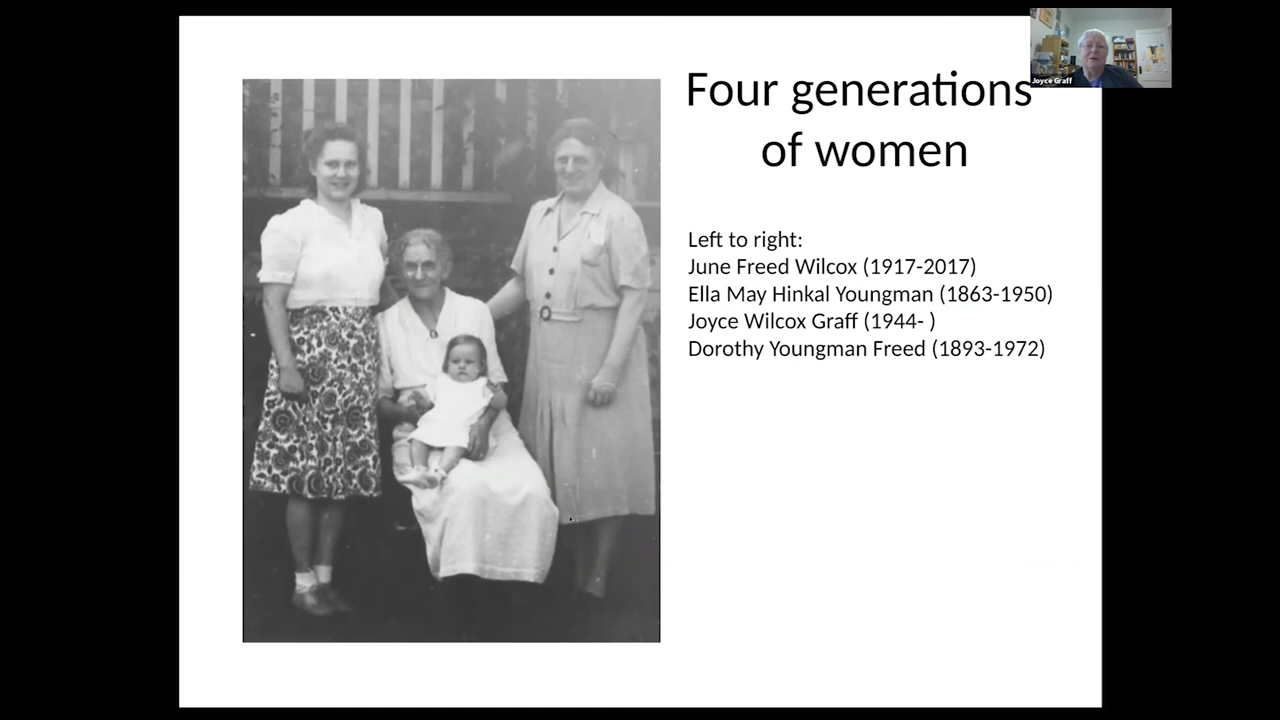 Four generations
of women
Left to right:
June Freed Wilcox (1917-2017)
Ella May Hinkal Youngman (1863-1950)
Joyce Wilcox Graff (1944- )
Dorothy Youngman Freed (1893-1972)
Joyce Graff